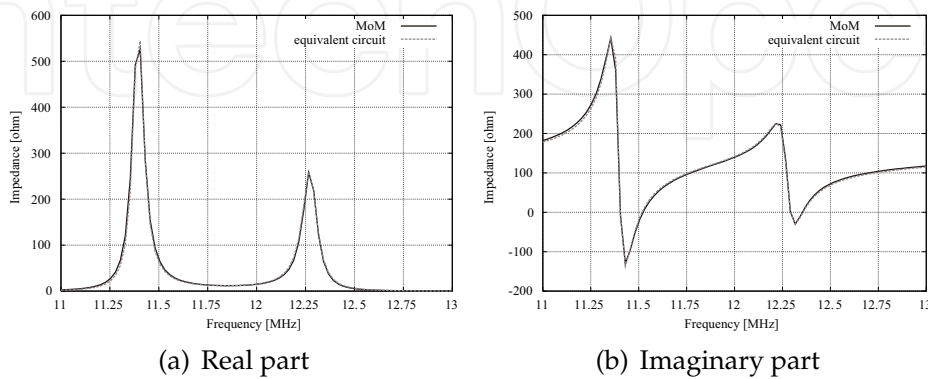 600
500
400
300
200
100
0
Impedance [ohm]
MoM
equivalent circuit
11 11.25 11.5 11.75 12 12.25 12.5 12.75 13
Frequency [MHz]
(a) Real part
500
400
300
200
100
0
-100
-200
Impedance [ohm]
MoM
equivalent circuit
11 11.25 11.5 11.75 12 12.25 12.5 12.75 13
Frequency [MHz]
(b) Imaginary part